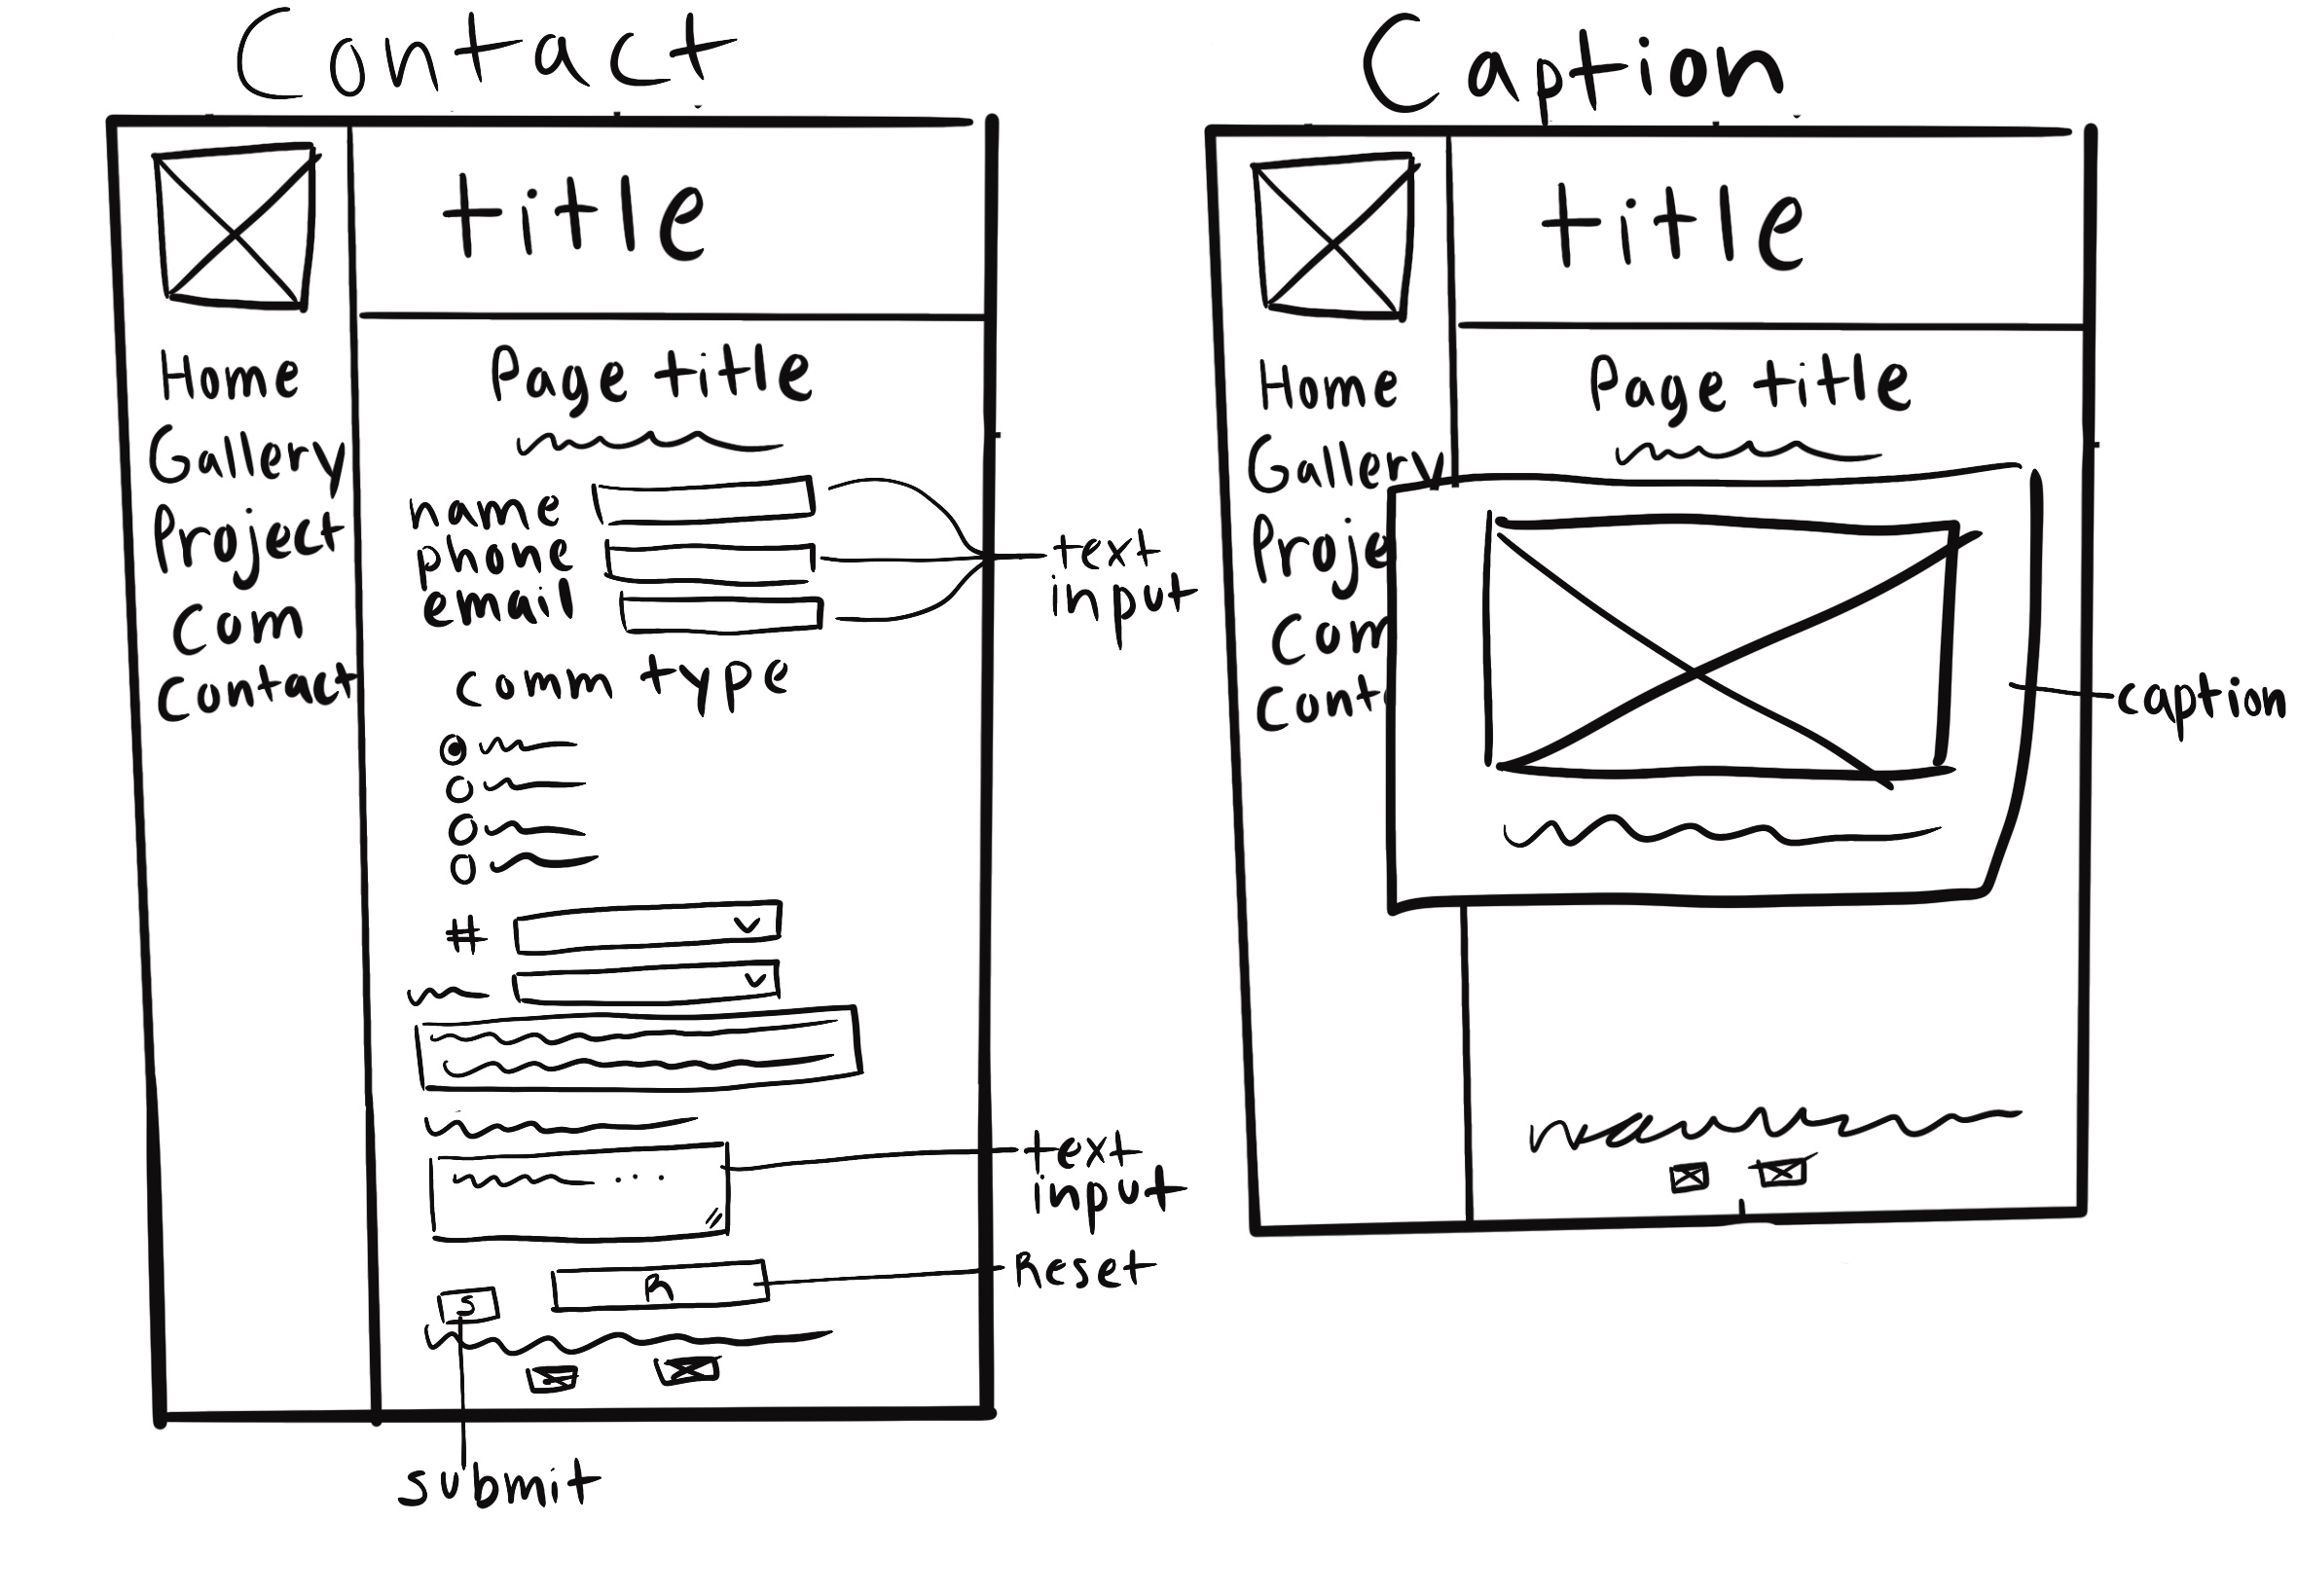 Contact
title
Home
Gallery
Project
Com
Contact
Page title
name
phone
email
text
input
comm type
#
text
input
R
Reset
S
submit
Caption
title
Home
Gallery
Proje
Com
Cont
Page title
caption